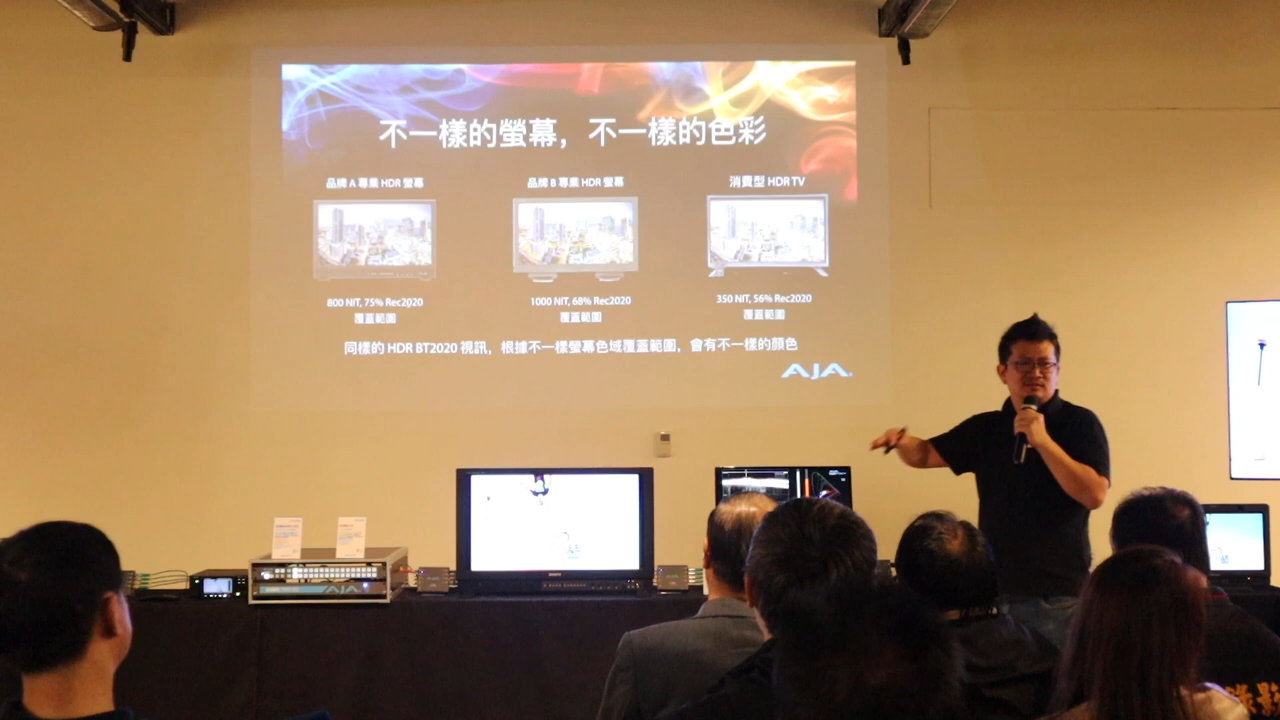 不一樣的螢幕，不一樣的色彩
品牌 A 專業 HDR 螢幕
品牌 B 專業 HDR 螢幕
消費型 HDR TV
800 NIT, 75% Rec2020
覆蓋範圍
1000 NIT, 68% Rec2020
覆蓋範圍
350 NIT, 56% Rec2020
覆蓋範圍
同樣的 HDR BT2020 視訊，根據不一樣螢幕色域覆蓋範圍，會有不一樣的顏色
AJA
SONY
AJA